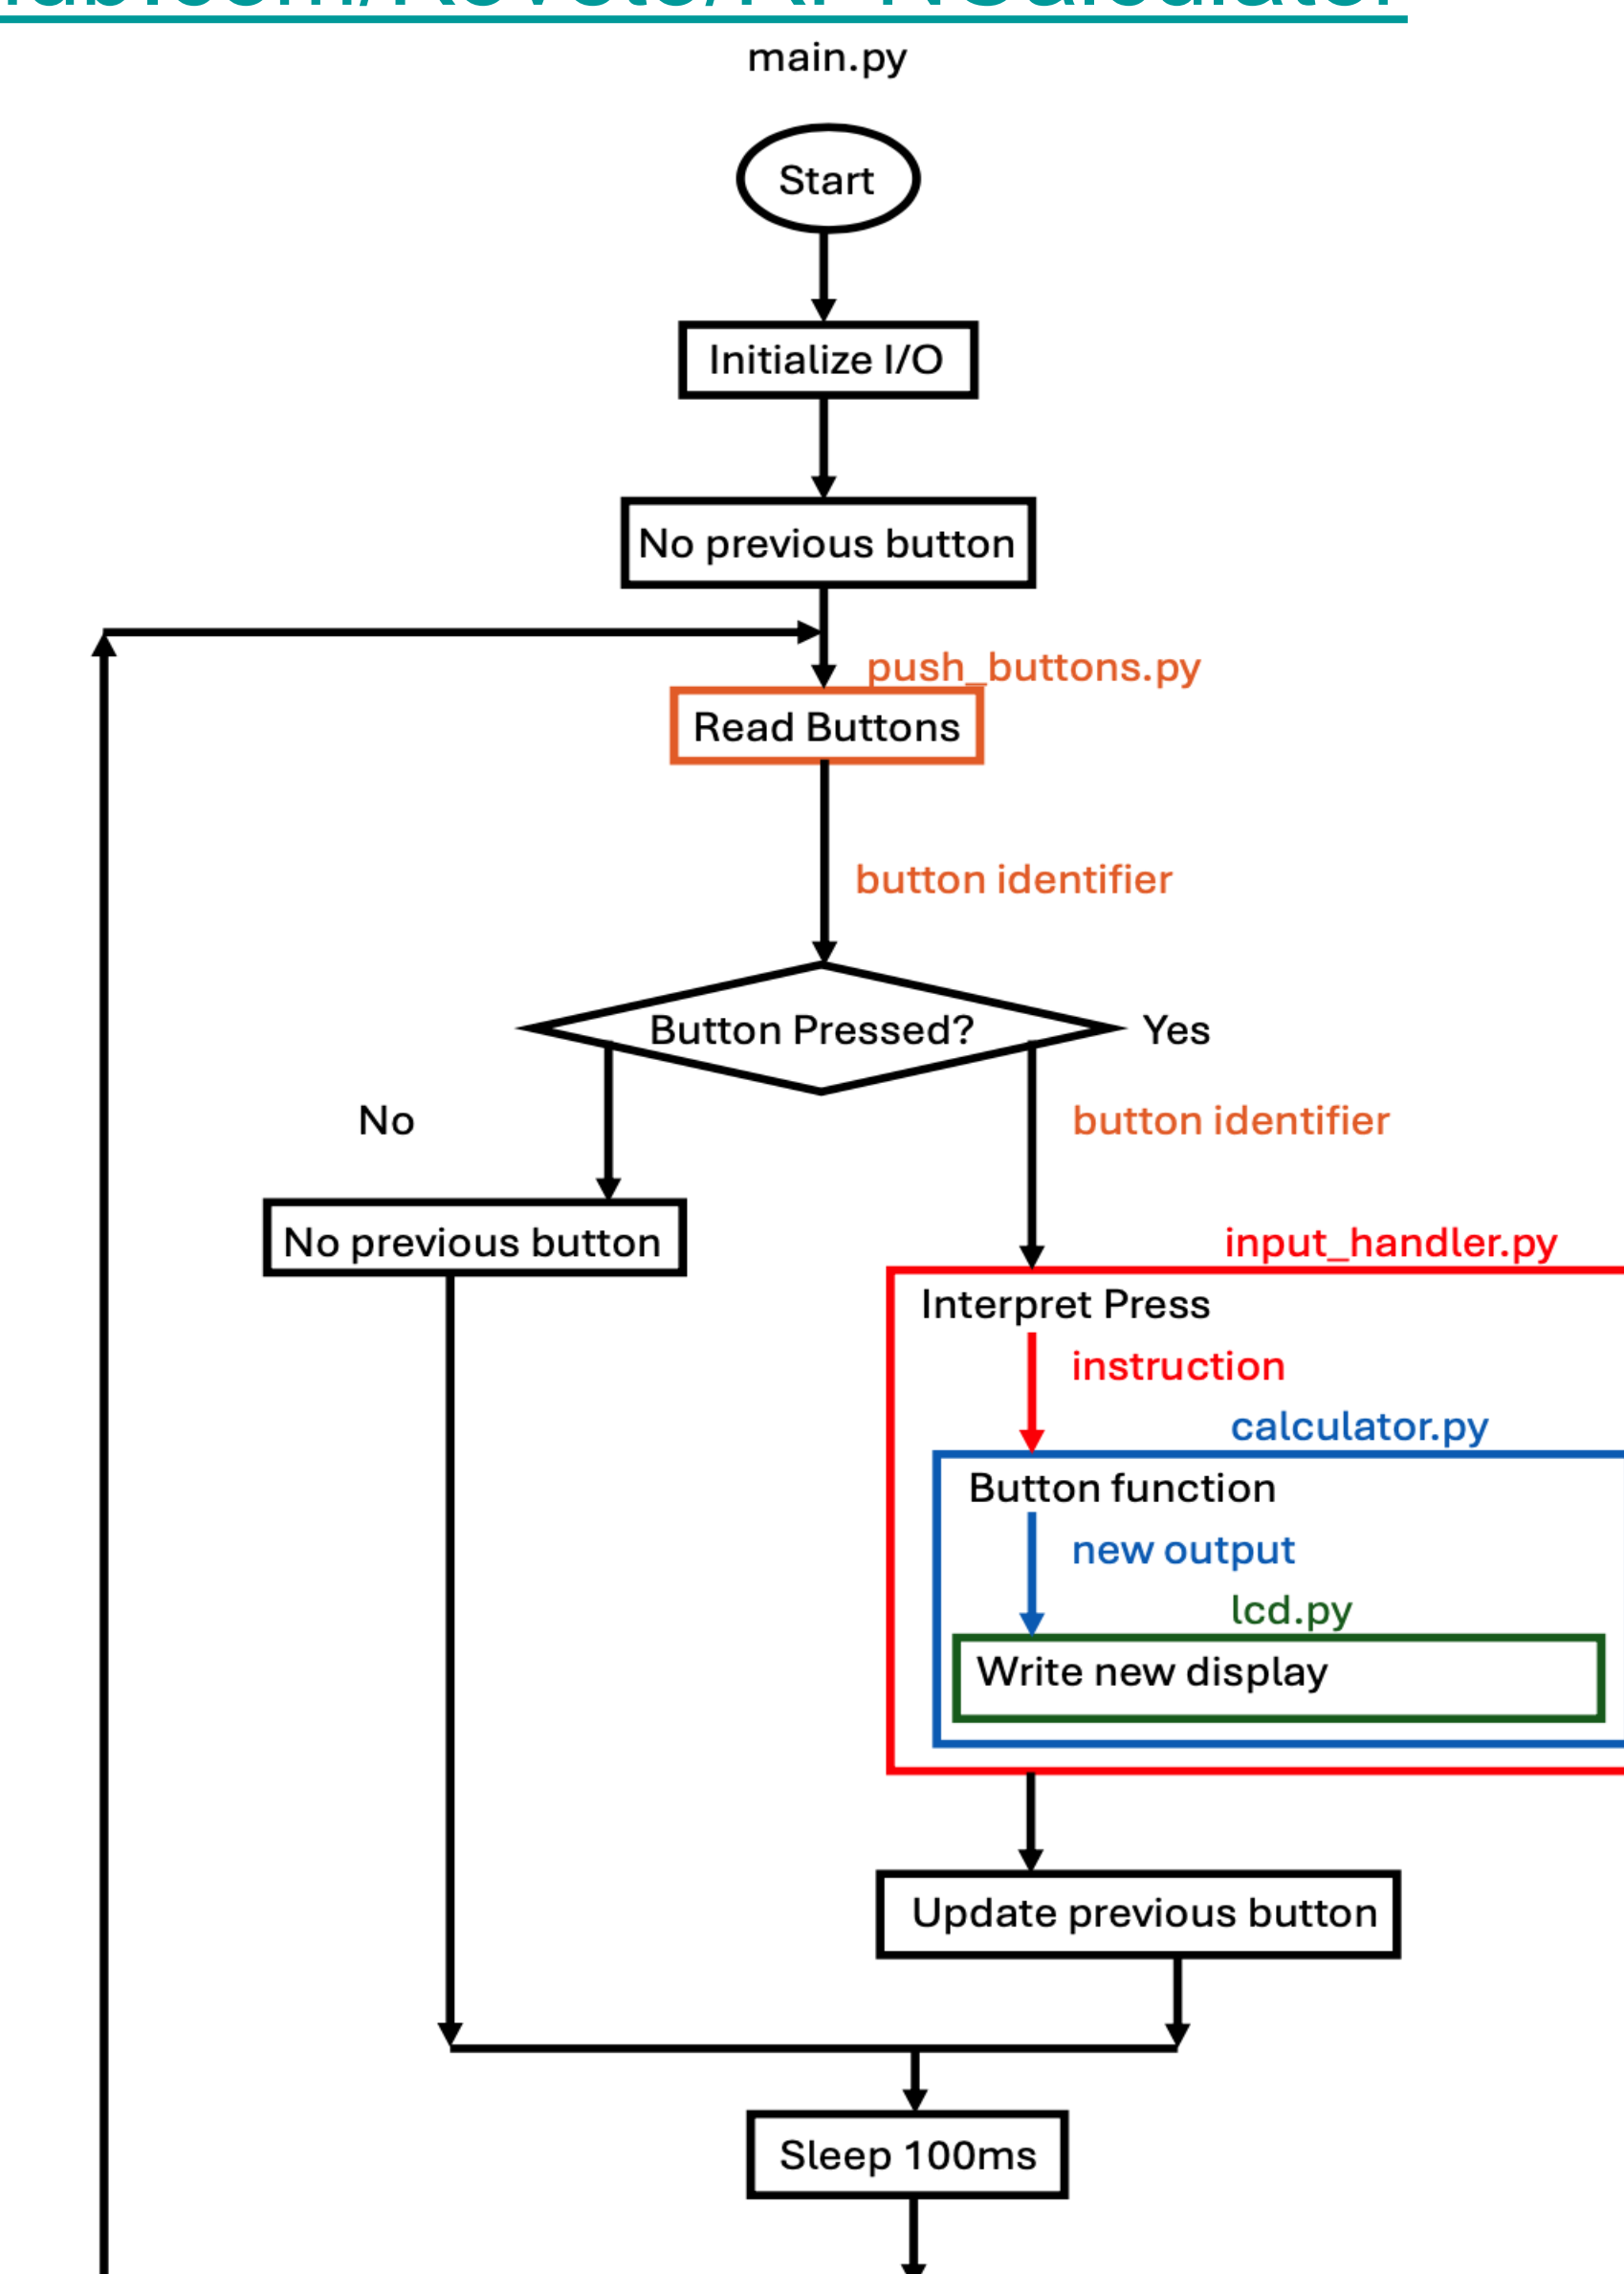 main.py
Start
Initialize I/O
No previous button
push_buttons.py
Read Buttons
button identifier
Button Pressed?
Yes
No
button identifier
No previous button
input_handler.py
Interpret Press
instruction
calculator.py
Button function
new output
lcd.py
Write new display
Update previous button
Sleep 100ms